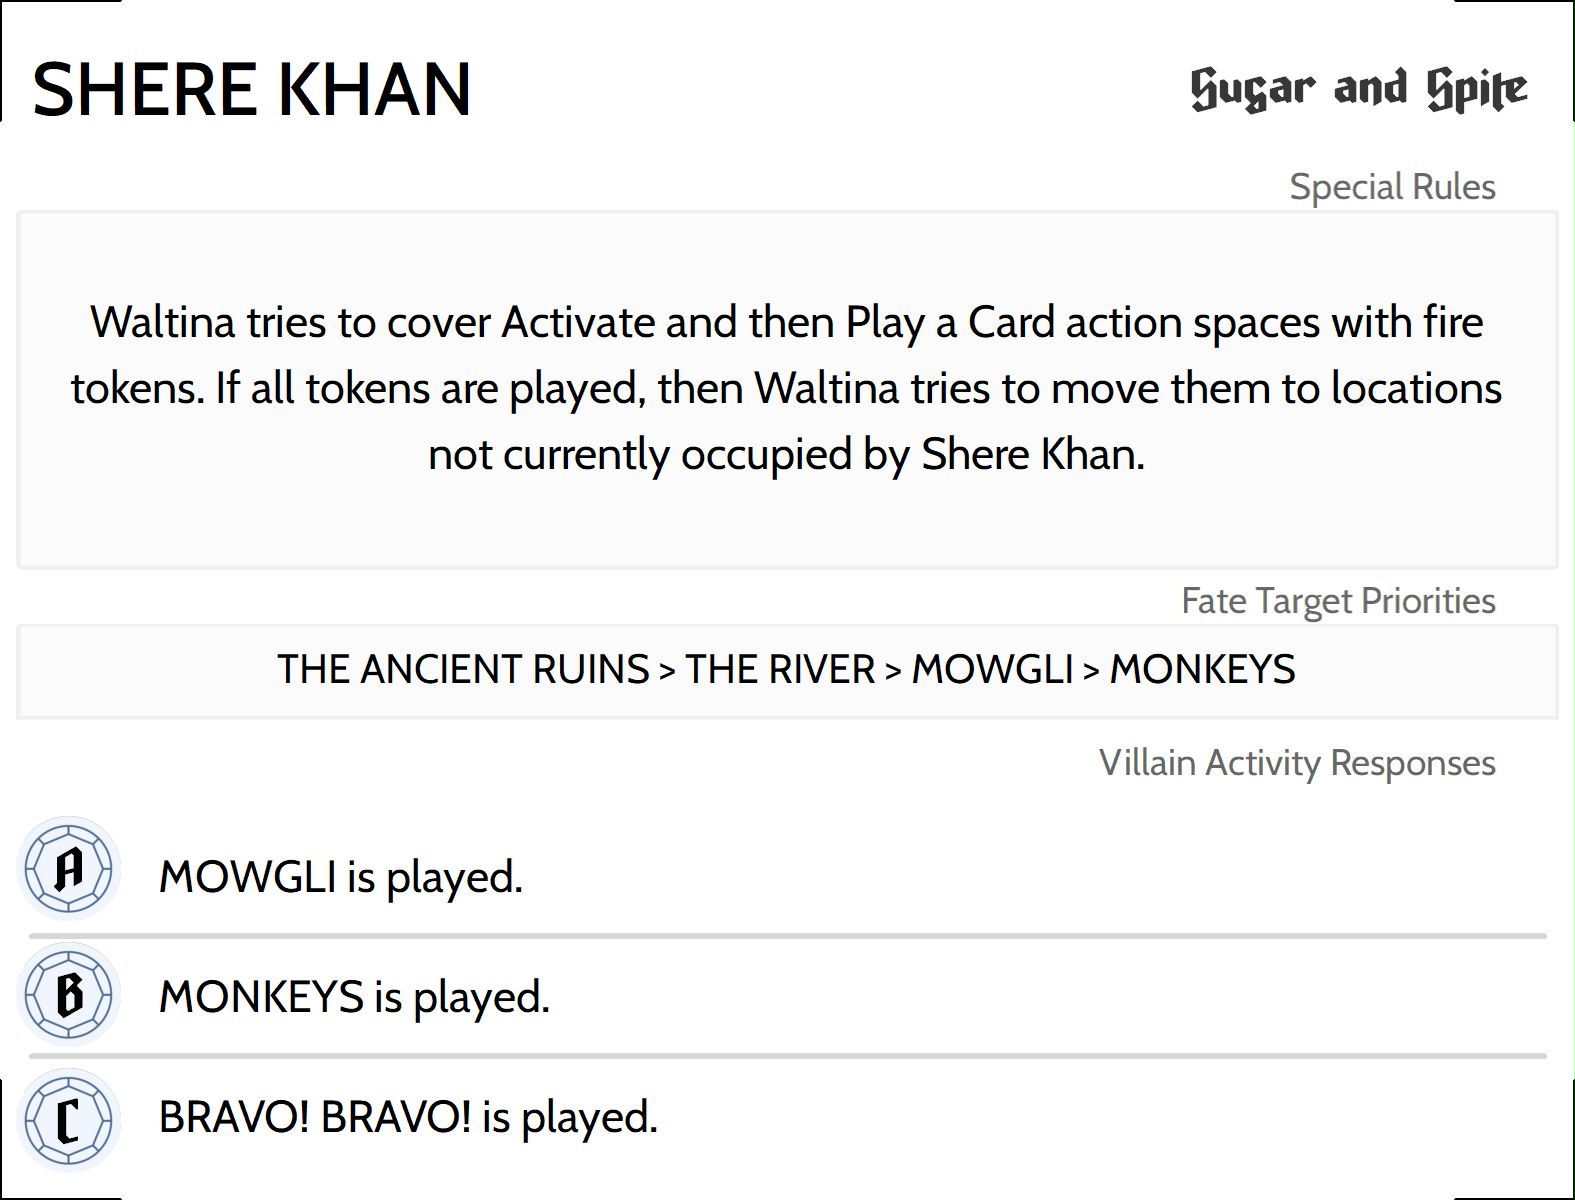 SHERE KHAN
Sugar and Spite
Special Rules
Waltina tries to cover Activate and then Play a Card action spaces with fire
tokens. If all tokens are played, then Waltina tries to move them to locations
not currently occupied by Shere Khan.
Fate Target Priorities
THE ANCIENT RUINS > THE RIVER > MOWGLI > MONKEYS
Villain Activity Responses
A MOWGLI is played.
B MONKEYS is played.
C BRAVO! BRAVO! is played.